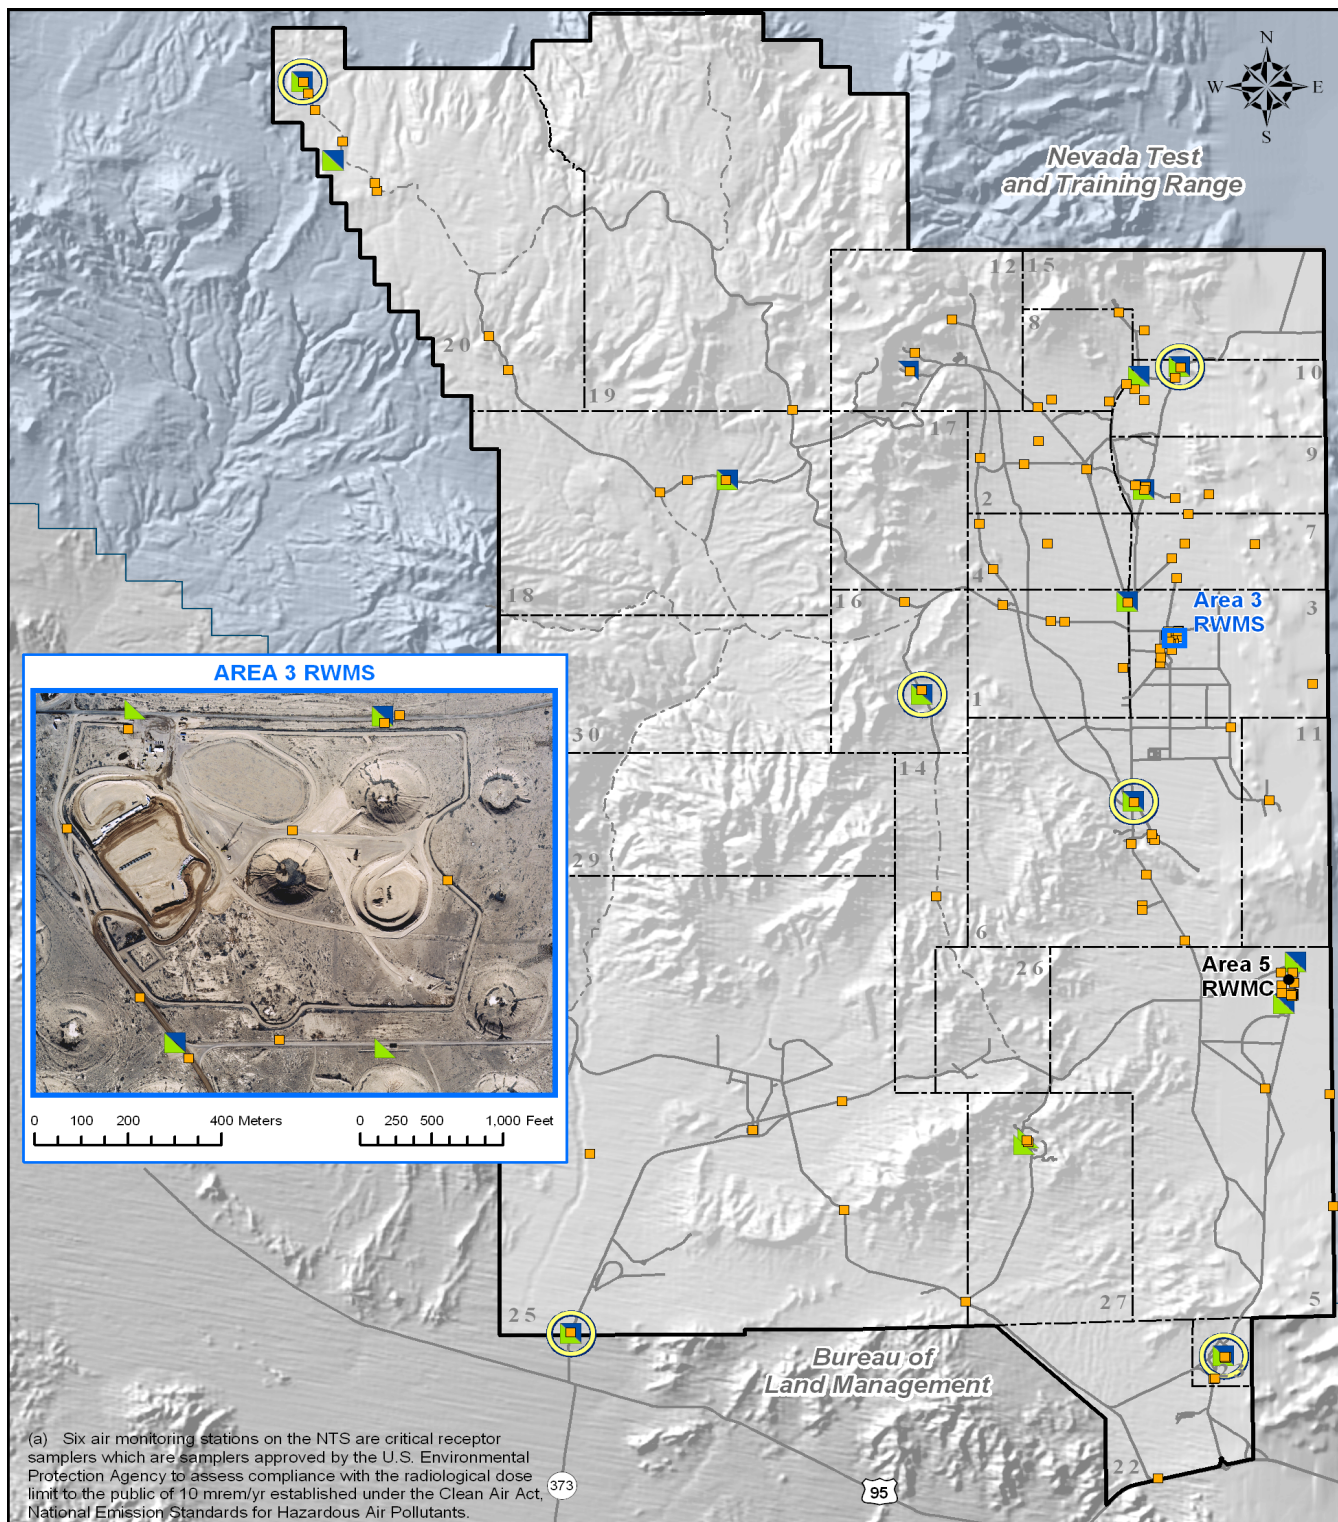 N
W E
S
Nevada Test
and Training Range
12 15
8
20
19
10
17
9
2
7
18
4
16
3
Area 3
RWMS
AREA 3 RWMS
1
30
14
11
29
6
26
Area 5
RWMC
0 100 200 400 Meters
0 250 500 1,000 Feet
25
27
5
Bureau of
Land Management
22
(a) Six air monitoring stations on the NTS are critical receptor
samplers which are samplers approved by the U.S. Environmental
Protection Agency to assess compliance with the radiological dose
limit to the public of 10 mrem/yr established under the Clean Air Act,
National Emission Standards for Hazardous Air Pollutants.
373
95